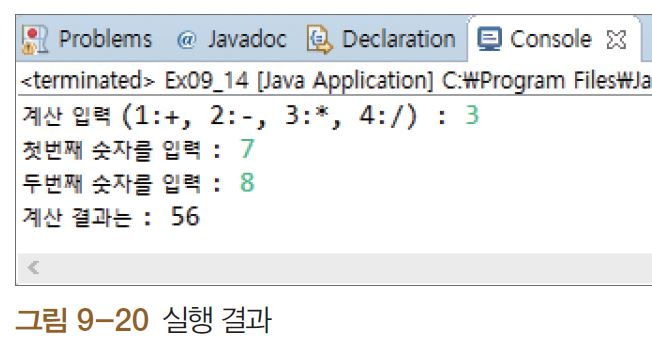 Problems @ Javadoc Declaration Console
<terminated> Ex09_14 [Java Application] C:₩Program Files₩Ja
계산 입력 (1:+, 2:-, 3:*, 4:/) : 3
첫번째 숫자를 입력 : 7
두번째 숫자를 입력 : 8
계산 결과는 : 56
그림 9-20 실행 결과